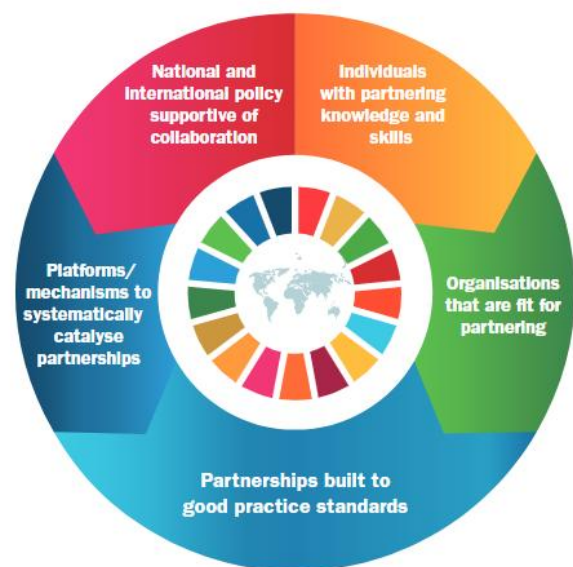 National and
international policy
supportive of
collaboration
Individuals
with partnering
knowledge and
skills
Platforms/
mechanisms to
systematically
catalyse
partnerships
Organisations
that are fit for
partnering
Partnerships built to
good practice standards